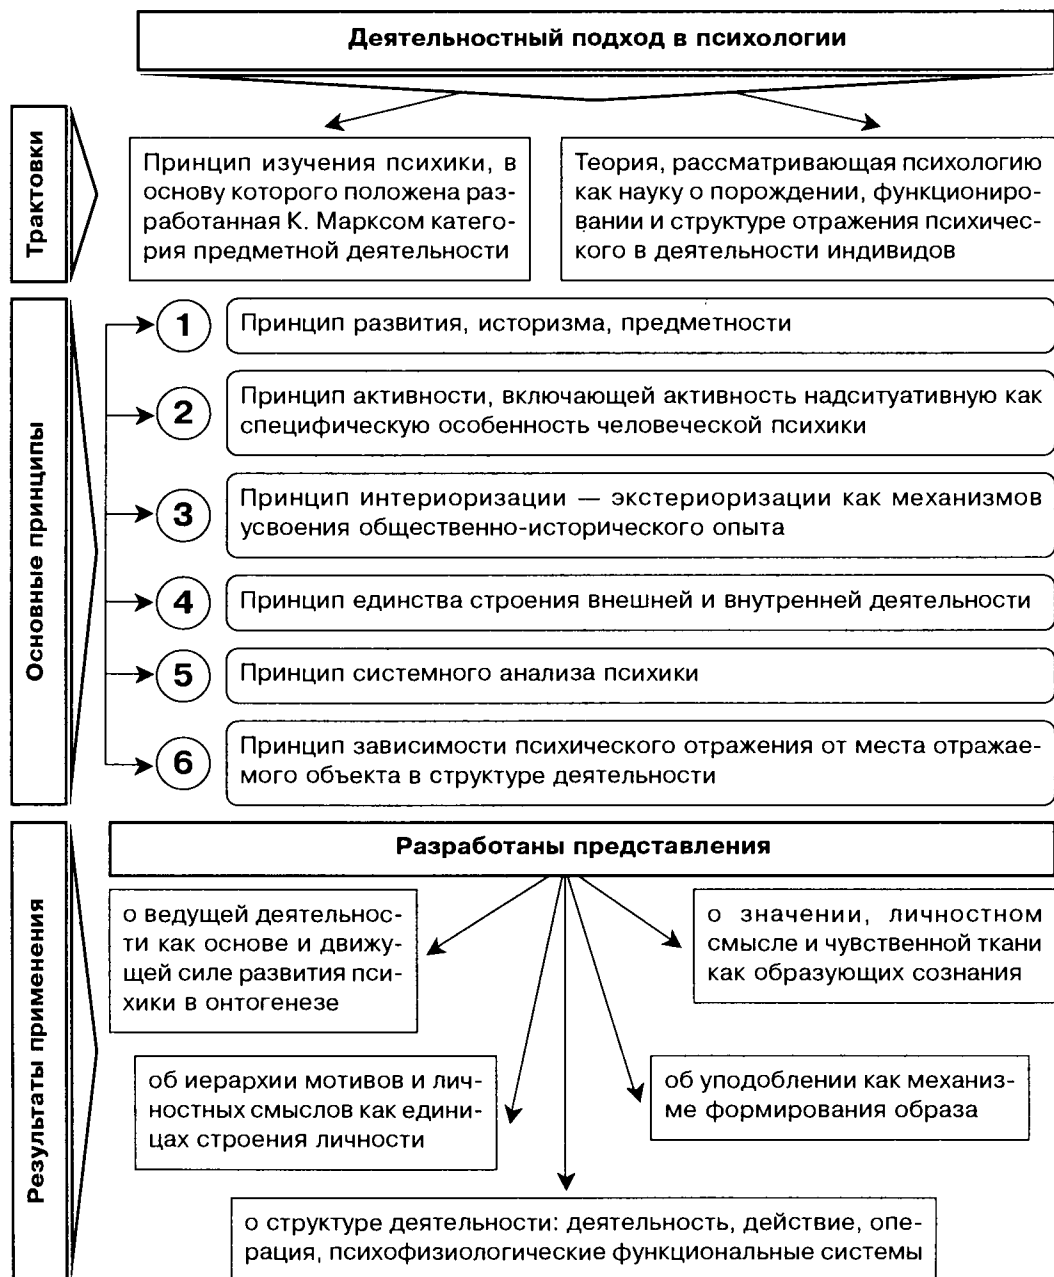 Деятельностный подход в психологии
Трактовки
Принцип изучения психики, в
основу которого положена раз-
работанная К. Марксом катего-
рия предметной деятельности
Теория, рассматривающая психологию
как науку о порождении, функциониро-
вании и структуре отражения психичес-
кого в деятельности индивидов
Основные принципы
1
Принцип развития, историзма, предметности
2
Принцип активности, включающей активность надситуативную как
специфическую особенность человеческой психики
3
Принцип интериоризации — экстериоризации как механизмов
усвоения общественно-исторического опыта
4
Принцип единства строения внешней и внутренней деятельности
5
Принцип системного анализа психики
6
Принцип зависимости психического отражения от места отражае-
мого объекта в структуре деятельности
Результаты применения
Разработаны представления
о ведущей деятельнос-
ти как основе и движу-
щей силе развития пси-
хики в онтогенезе
о значении, личностном
смысле и чувственной ткани
как образующих сознания
об иерархии мотивов и лич-
ностных смыслов как едини-
цах строения личности
об уподоблении как механиз-
ме формирования образа
о структуре деятельности: деятельность, действие, опе-
рация, психофизиологические функциональные системы